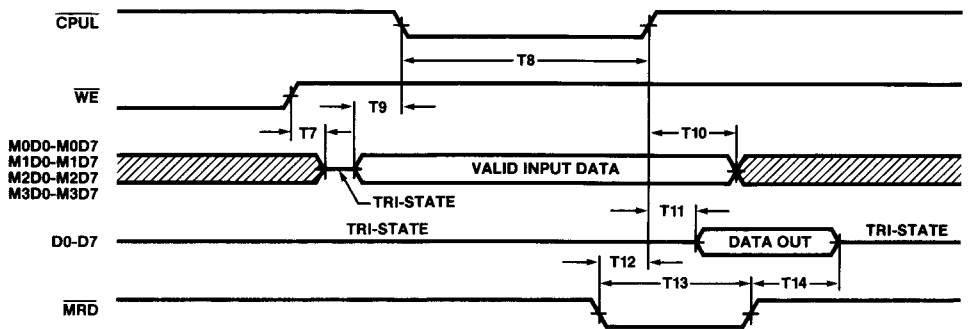 CPUL
T8
WE
T9
T7
T10
M0D0-M0D7
M1D0-M1D7
M2D0-M2D7
M3D0-M3D7
VALID INPUT DATA
TRI-STATE
T11
D0-D7
TRI-STATE
DATA OUT
TRI-STATE
T12
T13
T14
MRD